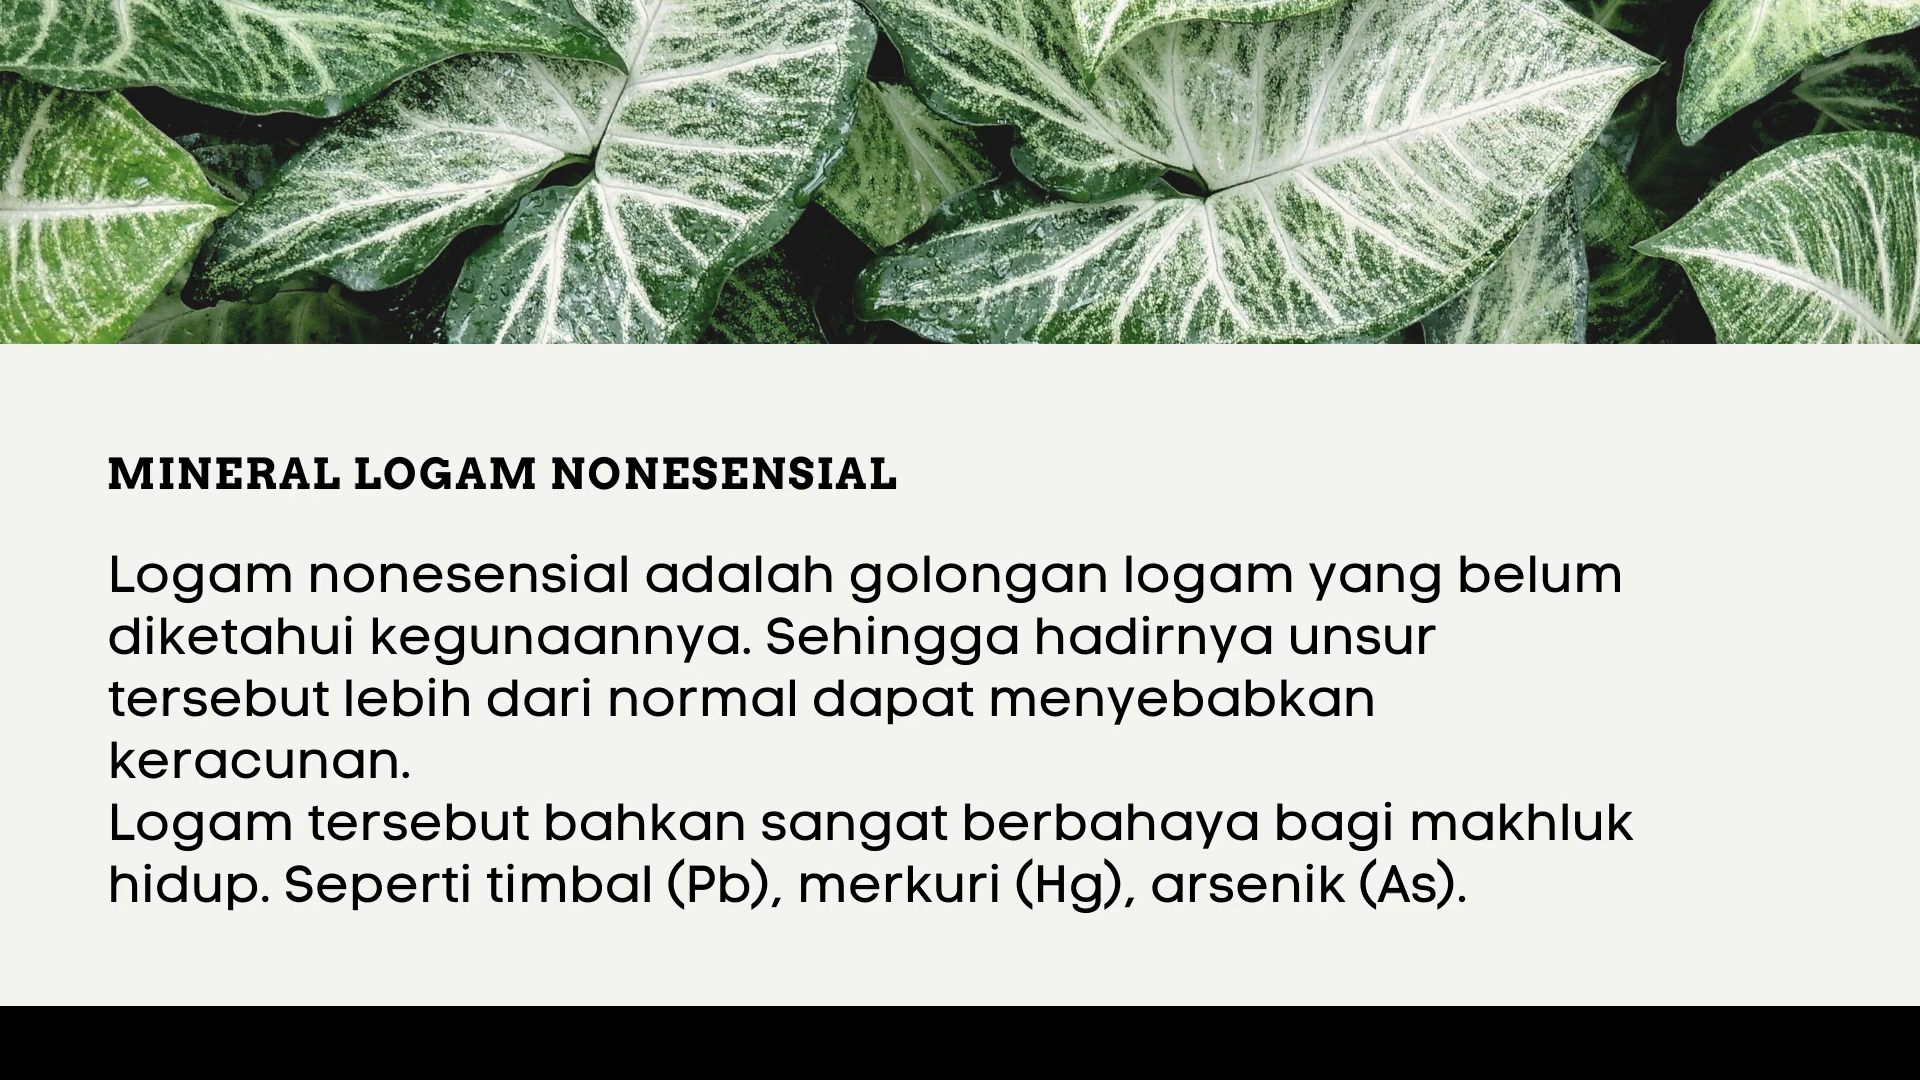 MINERAL LOGAM NONESENSIAL
Logam nonesensial adalah golongan logam yang belum
diketahui kegunaannya. Sehingga hadirnya unsur
tersebut lebih dari normal dapat menyebabkan
keracunan.
Logam tersebut bahkan sangat berbahaya bagi makhluk
hidup. Seperti timbal (Pb), merkuri (Hg), arsenik (As).